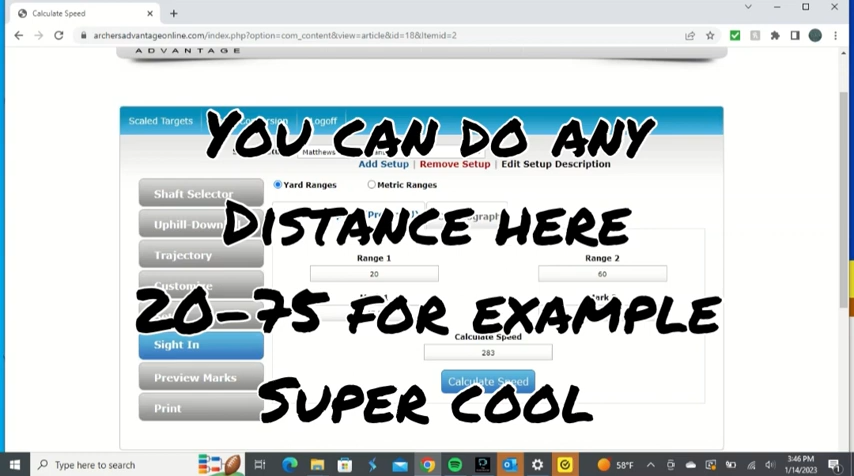 Calculate Speed
archersadvantageonline.com/index.php?option=com_content&view=article&id=18&Itemid=2
ADVANTAGE
Scaled Targets
Logoff
You can do any
Matthews
Add Setup | Remove Setup | Edit Setup Description
Shaft Selector
Yard Ranges
Metric Ranges
Distance here
Trajectory
Range 1
Range 2
20
60
Customize
20-75 for example
Calculate Speed
Sight In
283
Preview Marks
Calculate Speed
Print
Super cool
Type here to search
58°F
3:46 PM
1/14/2023